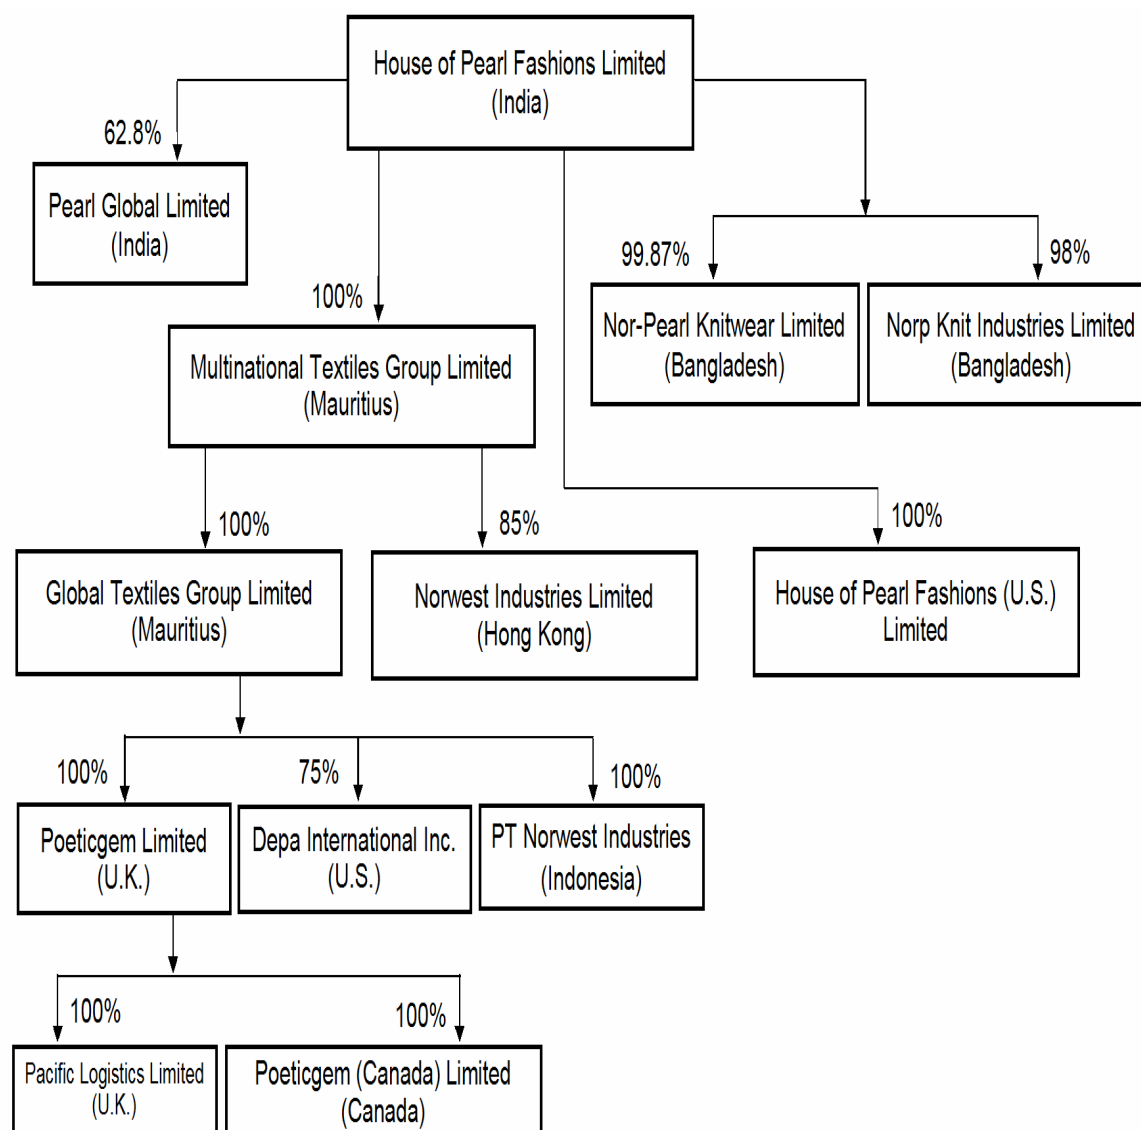 House of Pearl Fashions Limited
(India)
62.8%
Pearl Global Limited
(India)
100%
Multinational Textiles Group Limited
(Mauritius)
99.87%
Nor-Pearl Knitwear Limited
(Bangladesh)
98%
Norp Knit Industries Limited
(Bangladesh)
100%
Global Textiles Group Limited
(Mauritius)
85%
Norwest Industries Limited
(Hong Kong)
100%
House of Pearl Fashions (U.S.)
Limited
100%
Poeticgem Limited
(U.K.)
75%
Depa International Inc.
(U.S.)
100%
PT Norwest Industries
(Indonesia)
100%
Pacific Logistics Limited
(U.K.)
100%
Poeticgem (Canada) Limited
(Canada)